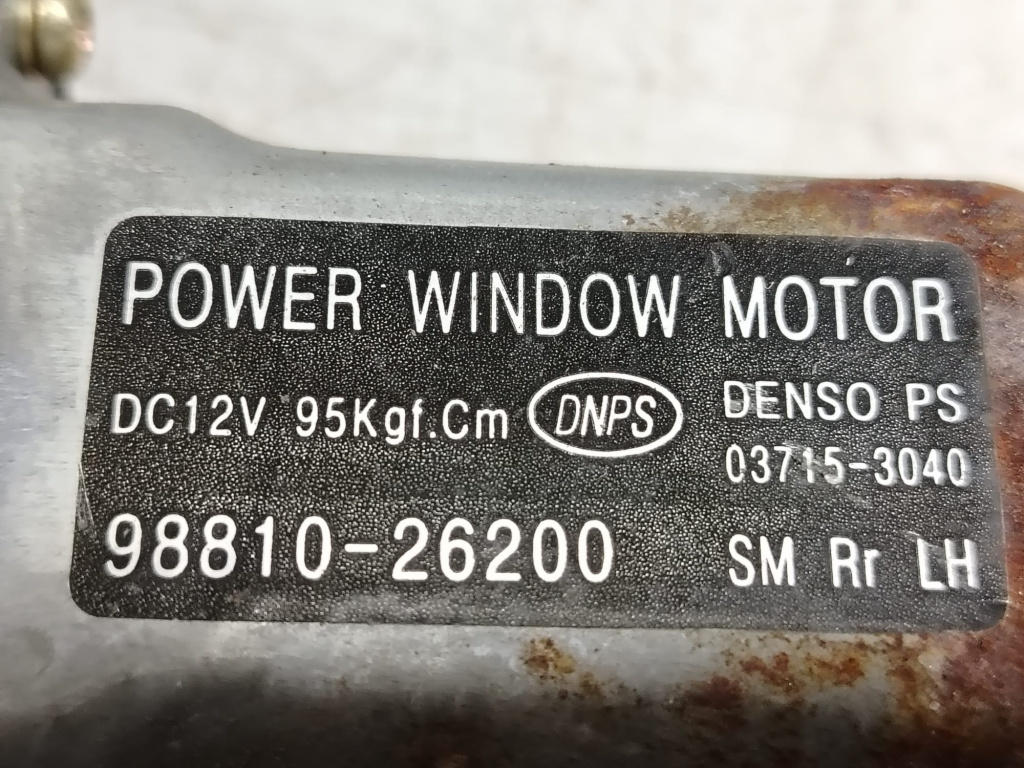 POWER WINDOW MOTOR
DC12V 95Kgf.Cm DNPS DENSO PS
03715-3040
98810-26200 SM Rr LH